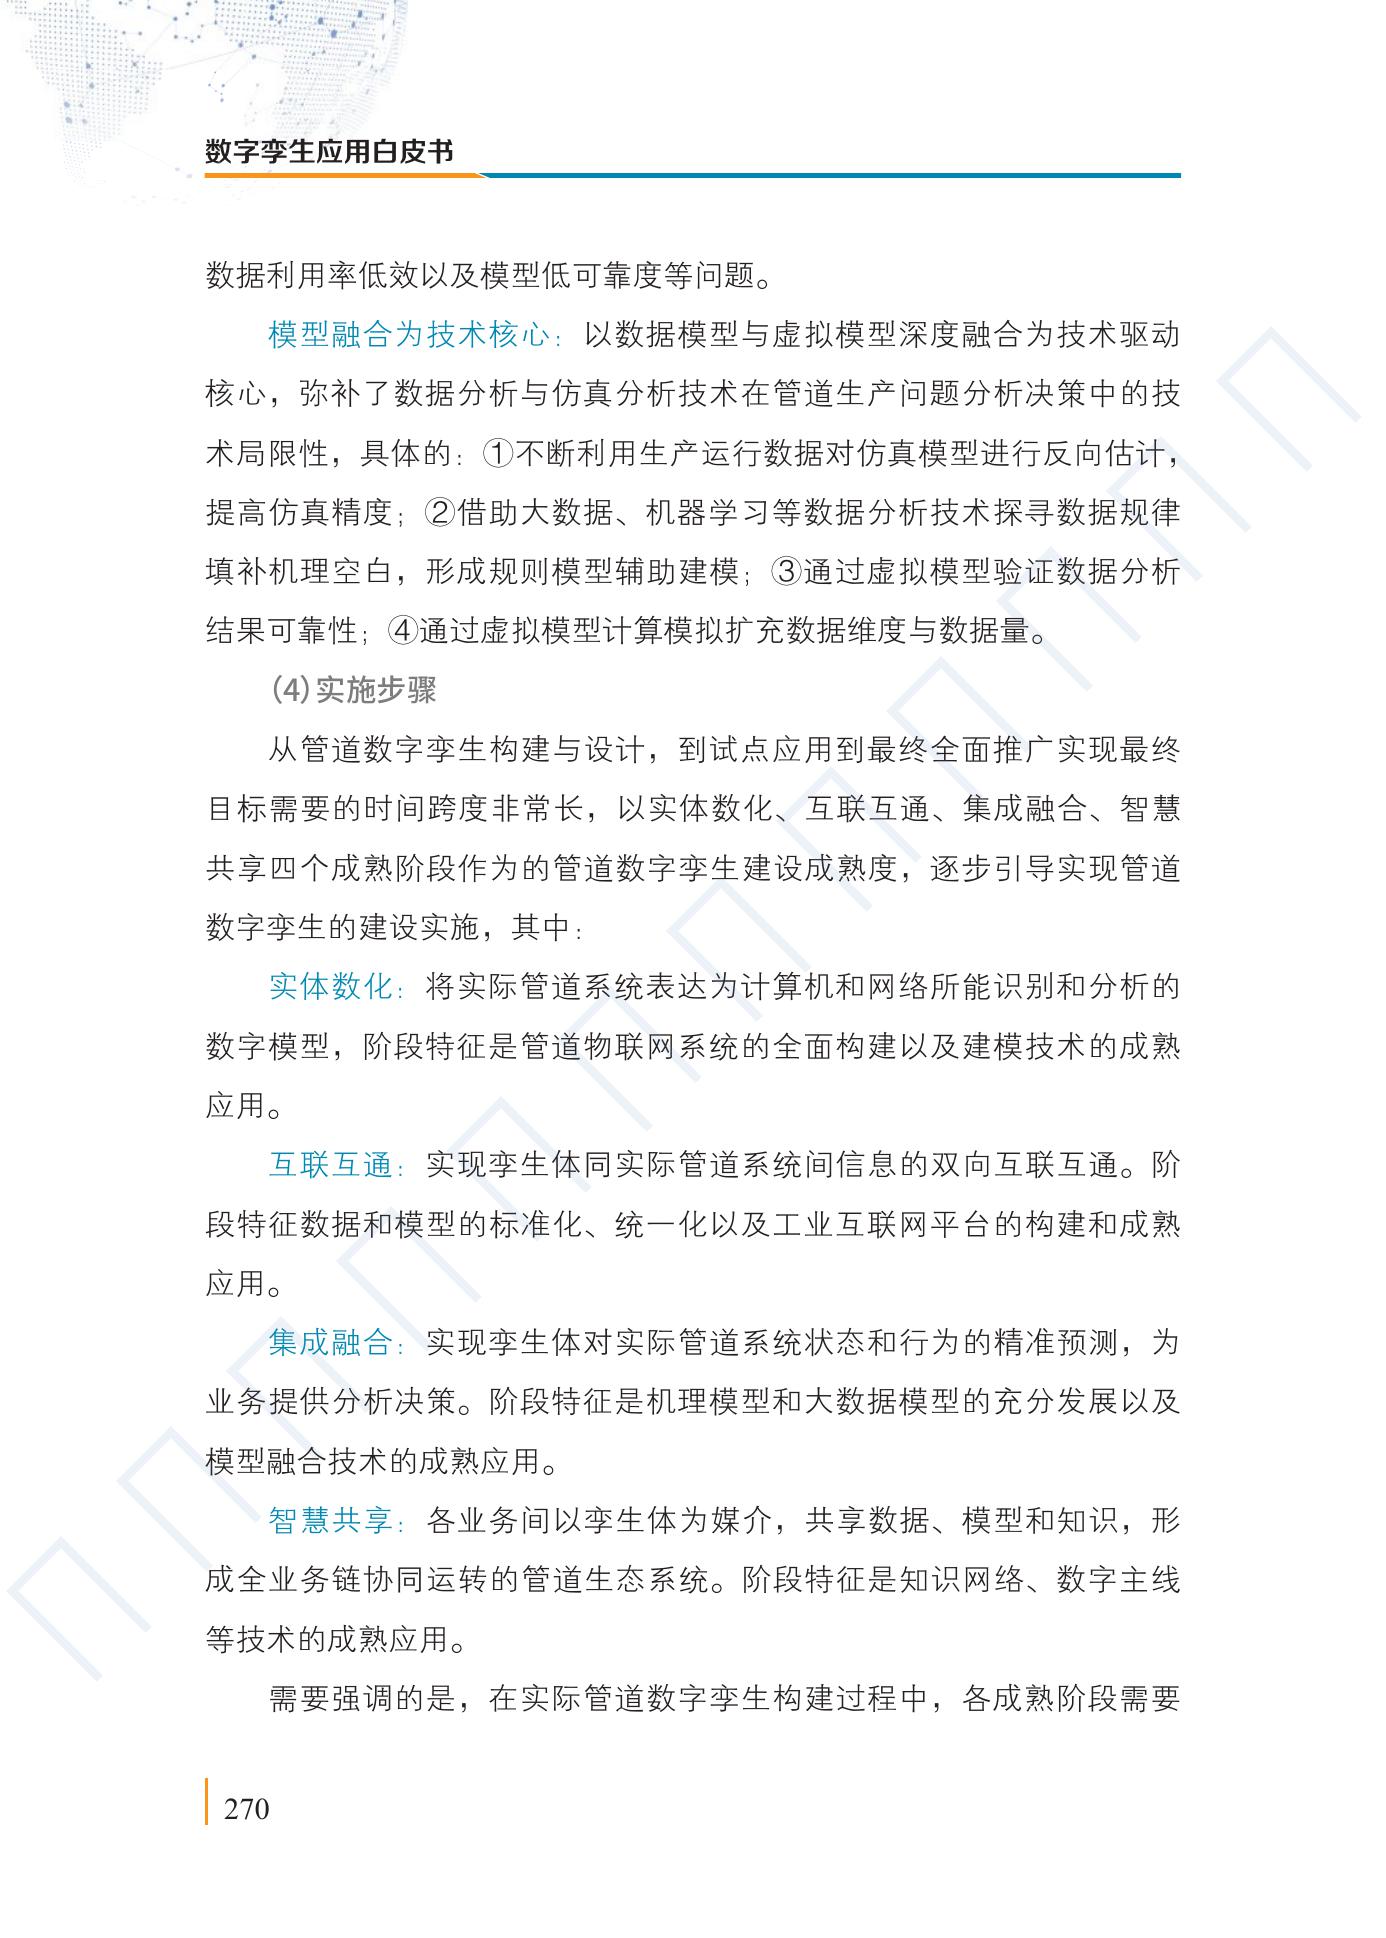 数字孪生应用白皮书
数据利用率低效以及模型低可靠度等问题。
模型融合为技术核心：以数据模型与虚拟模型深度融合为技术驱动
核心，弥补了数据分析与仿真分析技术在管道生产问题分析决策中的技
术局限性，具体的：①不断利用生产运行数据对仿真模型进行反向估计，
提高仿真精度；②借助大数据、机器学习等数据分析技术探寻数据规律
填补机理空白，形成规则模型辅助建模；③通过虚拟模型验证数据分析
结果可靠性；④通过虚拟模型计算模拟扩充数据维度与数据量。
(4)实施步骤
从管道数字孪生构建与设计，到试点应用到最终全面推广实现最终
目标需要的时间跨度非常长，以实体数化、互联互通、集成融合、智慧
共享四个成熟阶段作为的管道数字孪生建设成熟度，逐步引导实现管道
数字孪生的建设实施，其中：
实体数化：将实际管道系统表达为计算机和网络所能识别和分析的
数字模型，阶段特征是管道物联网系统的全面构建以及建模技术的成熟
应用。
互联互通：实现孪生体同实际管道系统间信息的双向互联互通。阶
段特征数据和模型的标准化、统一化以及工业互联网平台的构建和成熟
应用。
集成融合：实现孪生体对实际管道系统状态和行为的精准预测，为
业务提供分析决策。阶段特征是机理模型和大数据模型的充分发展以及
模型融合技术的成熟应用。
智慧共享：各业务间以孪生体为媒介，共享数据、模型和知识，形
成全业务链协同运转的管道生态系统。阶段特征是知识网络、数字主线
等技术的成熟应用。
需要强调的是，在实际管道数字孪生构建过程中，各成熟阶段需要
270